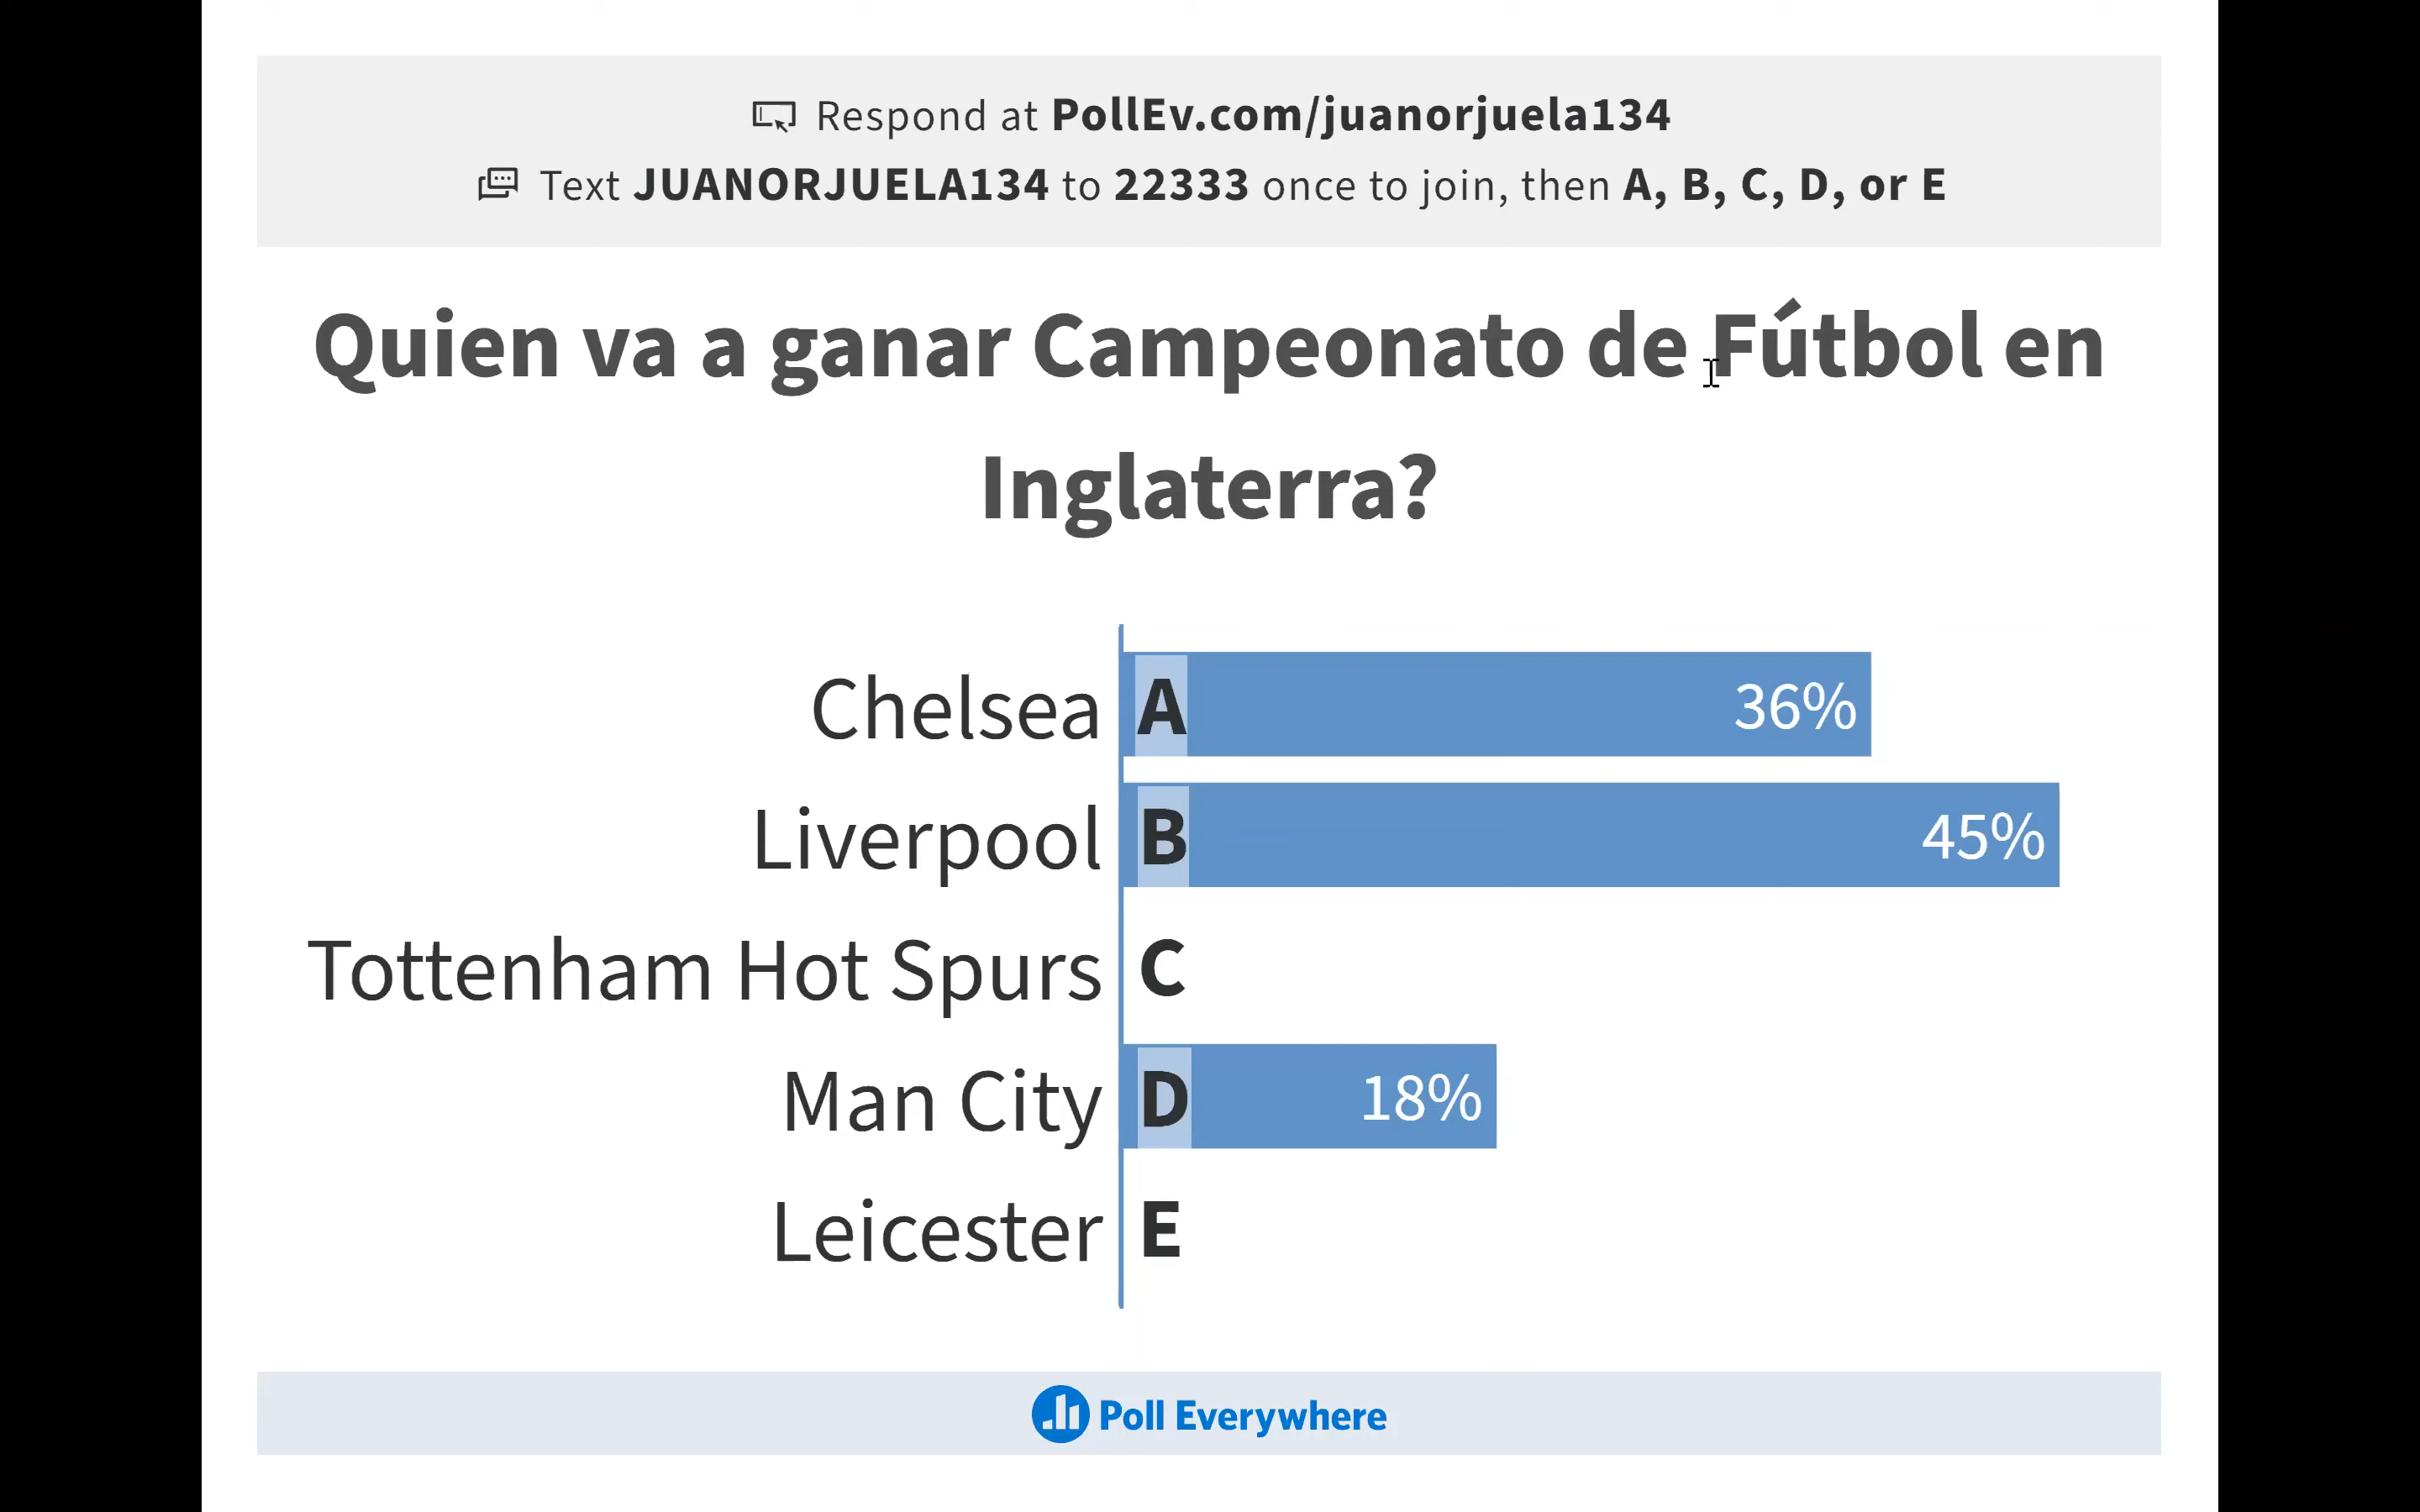 Respond at PollEv.com/juanorjuela134
Text JUANORJUELA134 to 22333 once to join, then A, B, C, D, or E
Quien va a ganar Campeonato de Fútbol en
Inglaterra?
Chelsea A 36%
Liverpool B 45%
Tottenham Hot Spurs C
Man City D 18%
Leicester E
Poll Everywhere